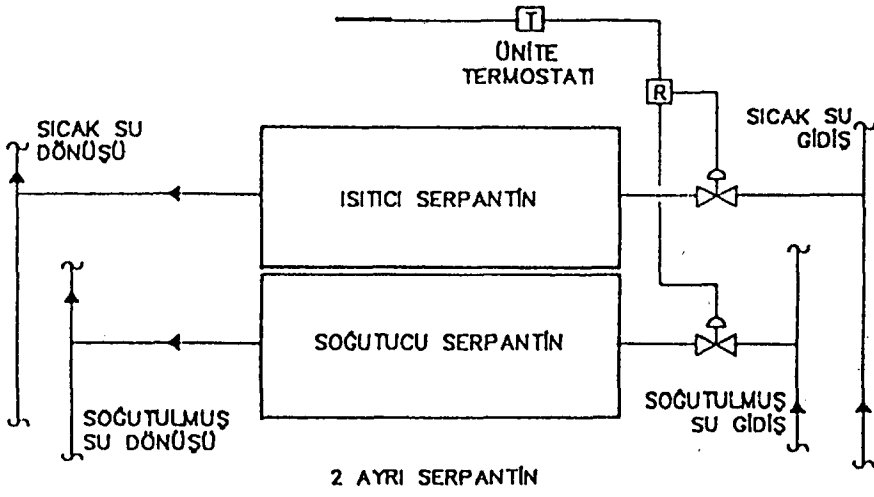 T
ÜNİTE
TERMOSTATI
R
SICAK SU
DÖNÜŞÜ
SICAK SU
GİDİŞ
ISITICI SERPANTİN
SOĞUTUCU SERPANTİN
SOĞUTULMUŞ
SU DÖNÜŞÜ
SOĞUTULMUŞ
SU GİDİŞ
2 AYRI SERPANTİN